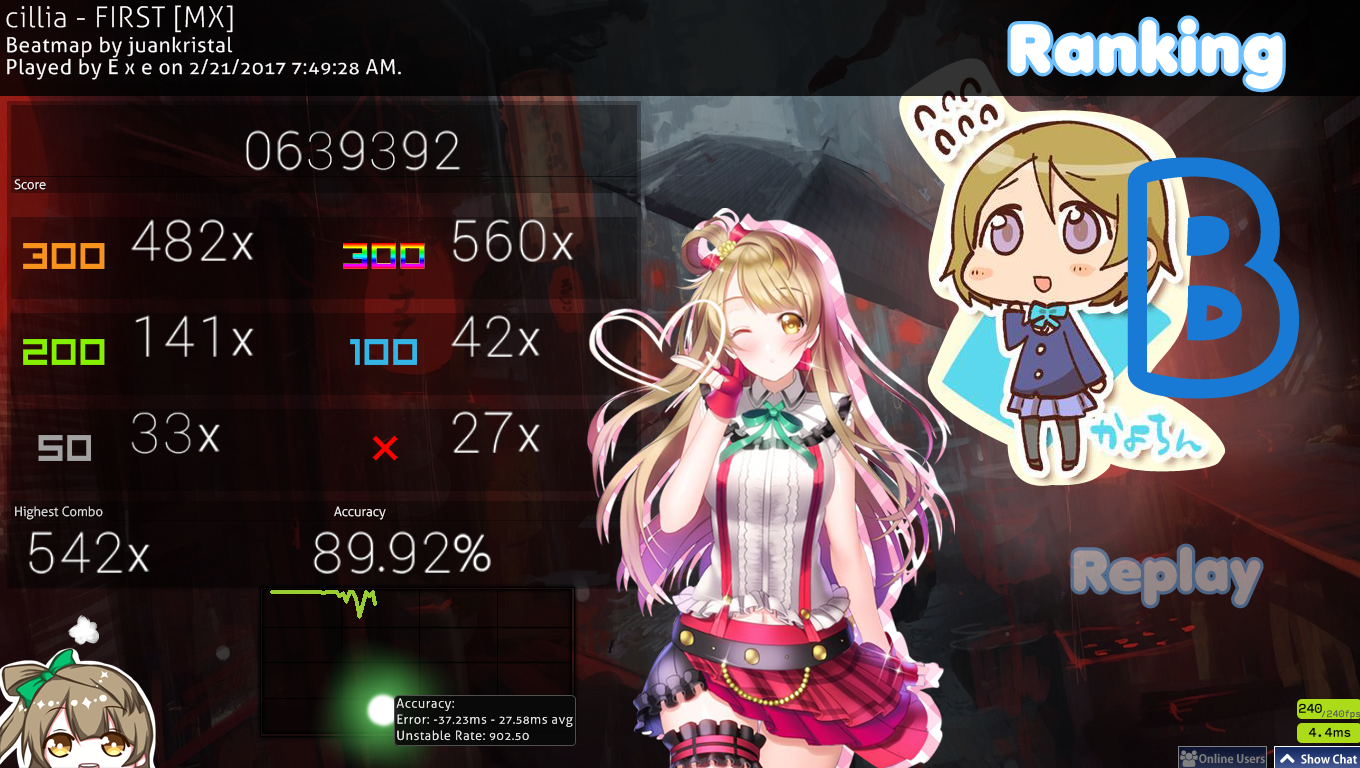 cillia - FIRST [MX]
Beatmap by juankristal
Played by E x e on 2/21/2017 7:49:28 AM.
Ranking
0639392
Score
300 482x 300 560x
200 141x 100 42x
50 33x 27x
Highest Combo Accuracy
542x 89.92%
B
かよちん
Replay
Accuracy:
Error: -37.23ms - 27.58ms avg
Unstable Rate: 902.50
240/240fps
4.4ms
Online Users Show Chat